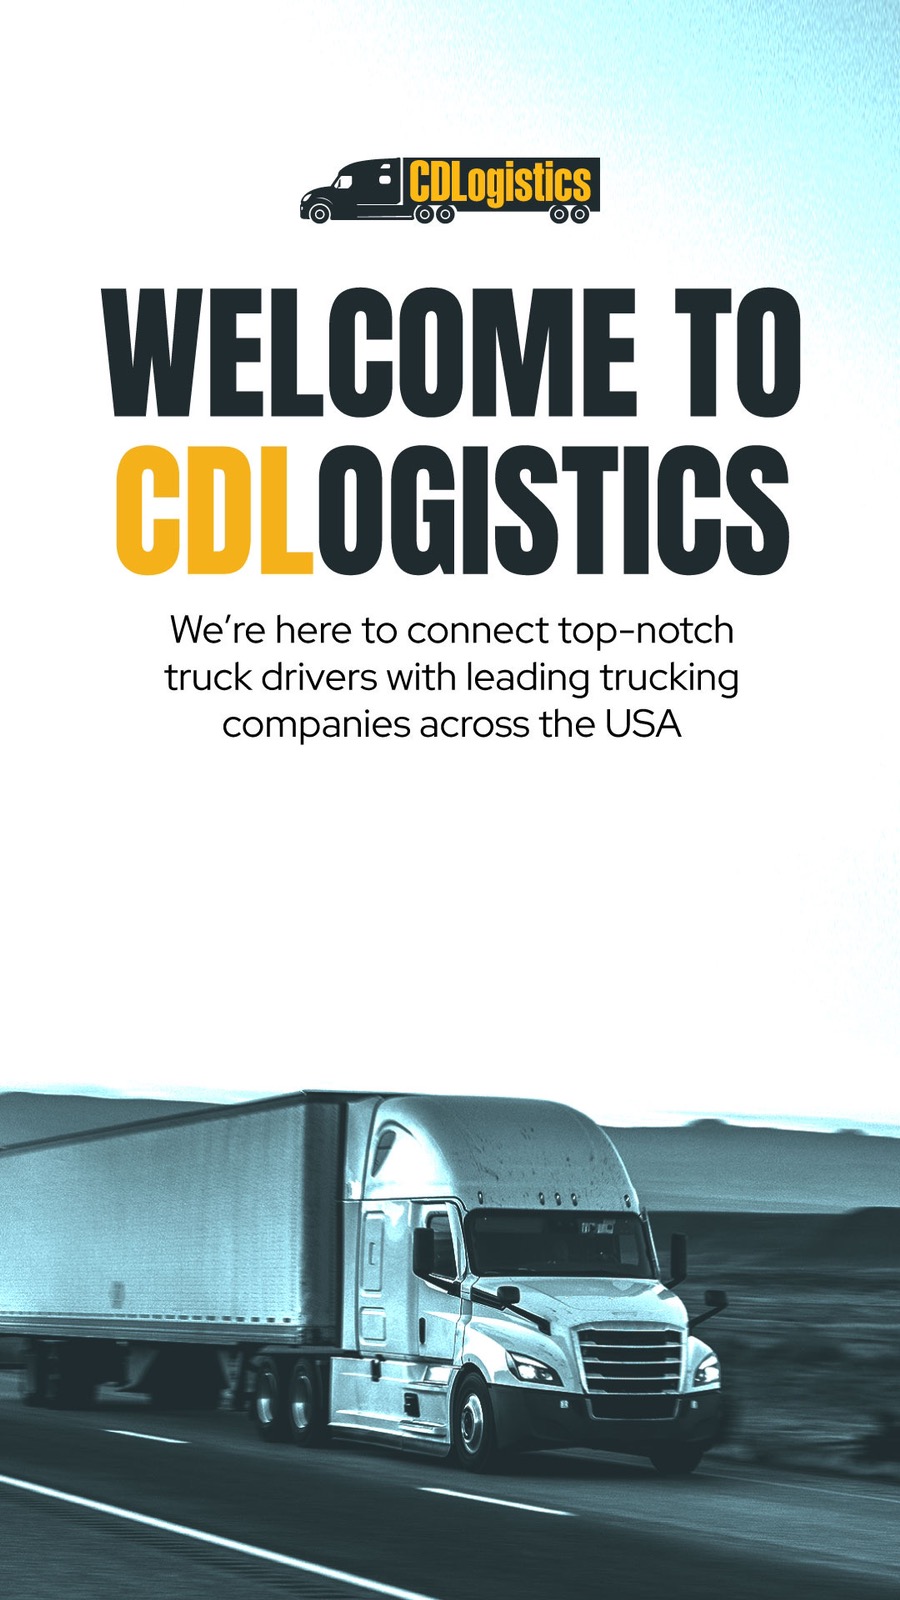 CDLogistics
WELCOME TO
CDLOGISTICS
We're here to connect top-notch
truck drivers with leading trucking
companies across the USA